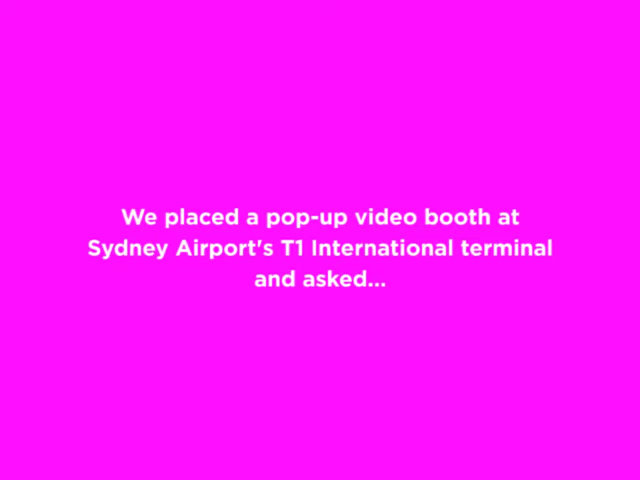 We placed a pop-up video booth at
Sydney Airport's T1 International terminal
and asked...